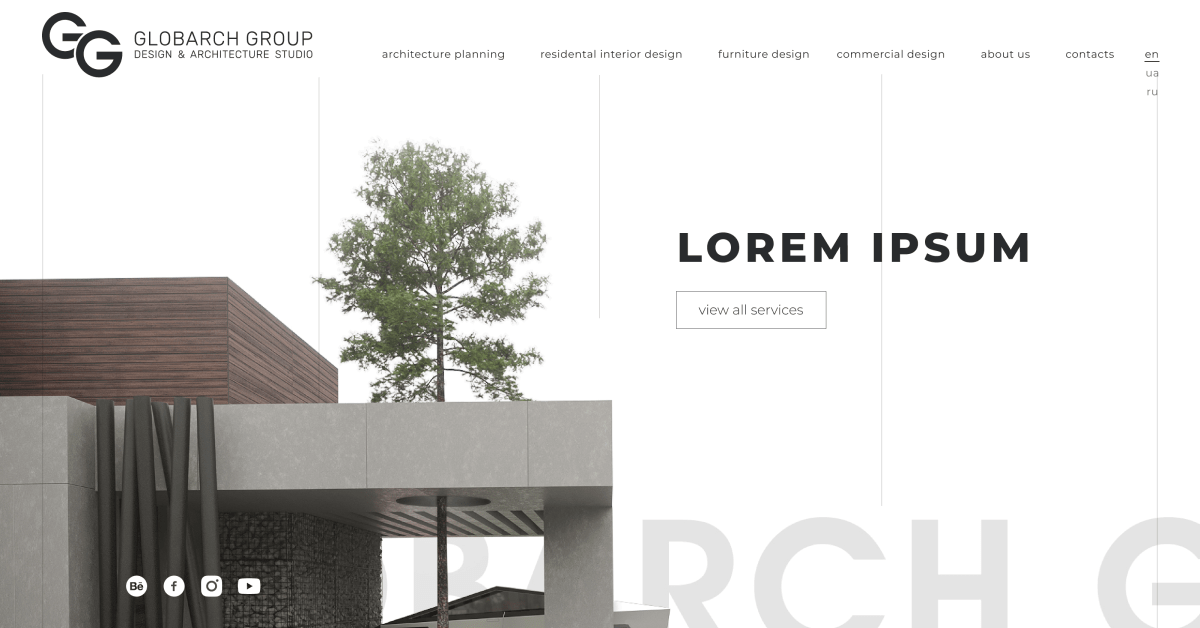 GG
GLOBARCH GROUP
DESIGN & ARCHITECTURE STUDIO
architecture planning
residental interior design
furniture design
commercial design
about us
contacts
en
ua
ru
LOREM IPSUM
view all services
Bē
f
BARCH G